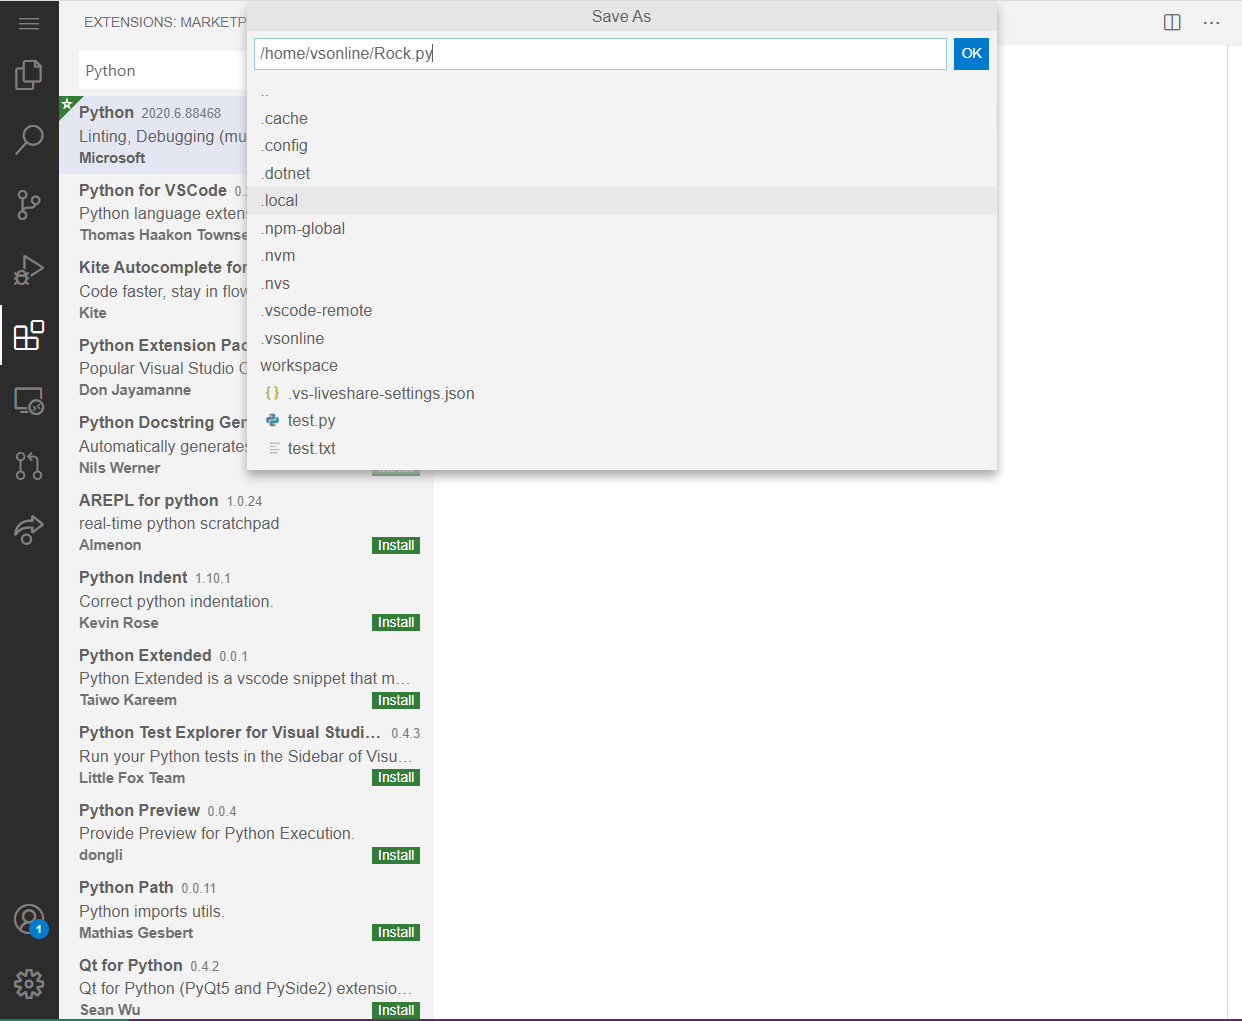 EXTENSIONS: MARKETP
Python
Python 2020.6.88468
Linting, Debugging (mu
Microsoft
Python for VSCode 0.
Python language exten
Thomas Haakon Townse
Kite Autocomplete for
Code faster, stay in flow
Kite
Python Extension Pac
Popular Visual Studio C
Don Jayamanne
Python Docstring Ger
Automatically generates
Nils Werner
AREPL for python 1.0.24
real-time python scratchpad
Almenon
Install
Python Indent 1.10.1
Correct python indentation.
Kevin Rose
Install
Python Extended 0.0.1
Python Extended is a vscode snippet that m...
Taiwo Kareem
Install
Python Test Explorer for Visual Studi... 0.4.3
Run your Python tests in the Sidebar of Visu...
Little Fox Team
Install
Python Preview 0.0.4
Provide Preview for Python Execution.
dongli
Install
Python Path 0.0.11
Python imports utils.
Mathias Gesbert
Install
Qt for Python 0.4.2
Qt for Python (PyQt5 and PySide2) extensio...
Sean Wu
Install
1
Save As
/home/vsonline/Rock.py
OK
..
.cache
.config
.dotnet
.local
.npm-global
.nvm
.nvs
.vscode-remote
.vsonline
workspace
{} .vs-liveshare-settings.json
test.py
test.txt